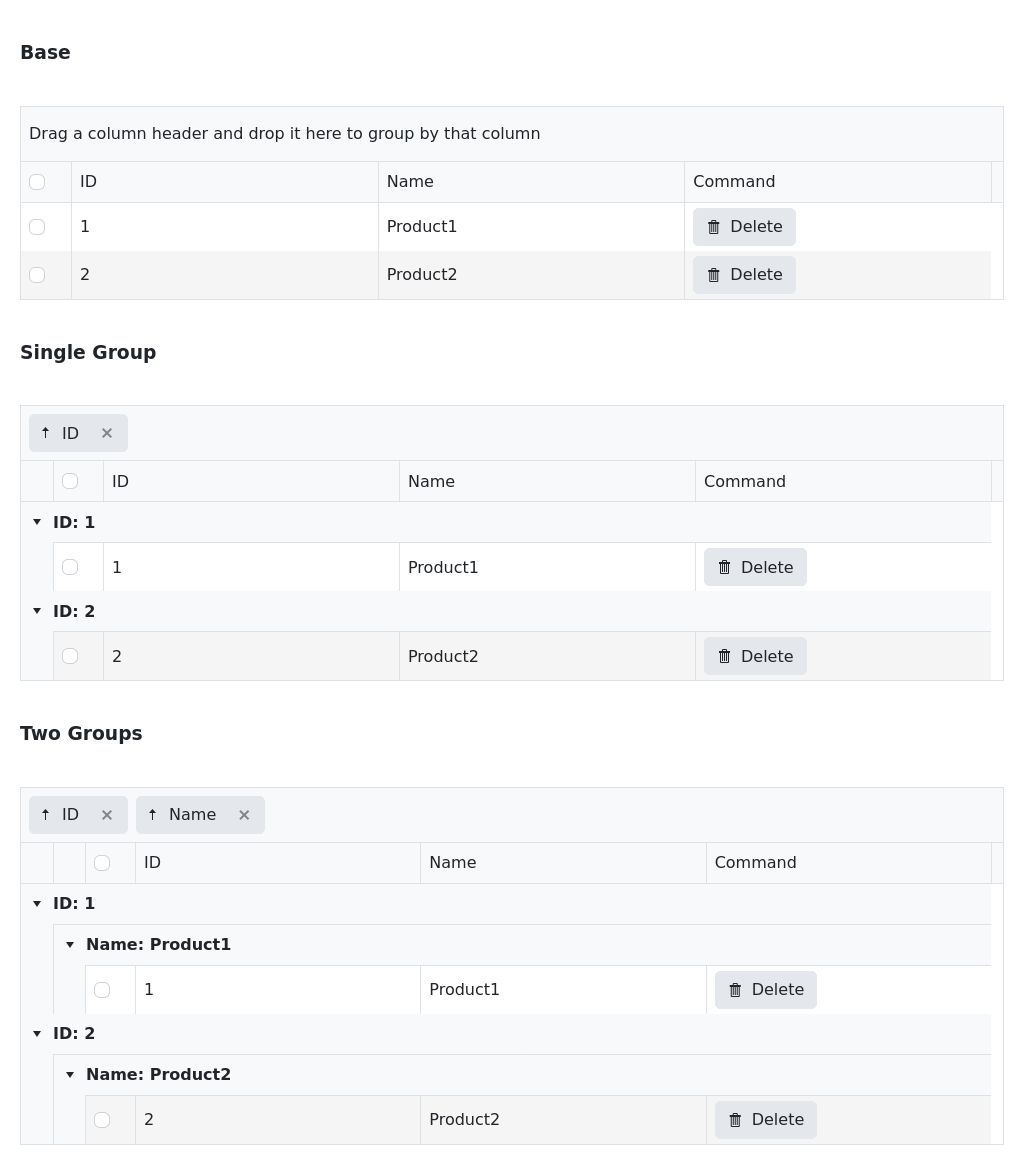 Base
Drag a column header and drop it here to group by that column
ID Name Command
1 Product1 Delete
2 Product2 Delete
Single Group
ID
ID Name Command
ID: 1
1 Product1 Delete
ID: 2
2 Product2 Delete
Two Groups
ID Name
ID Name Command
ID: 1
Name: Product1
1 Product1 Delete
ID: 2
Name: Product2
2 Product2 Delete